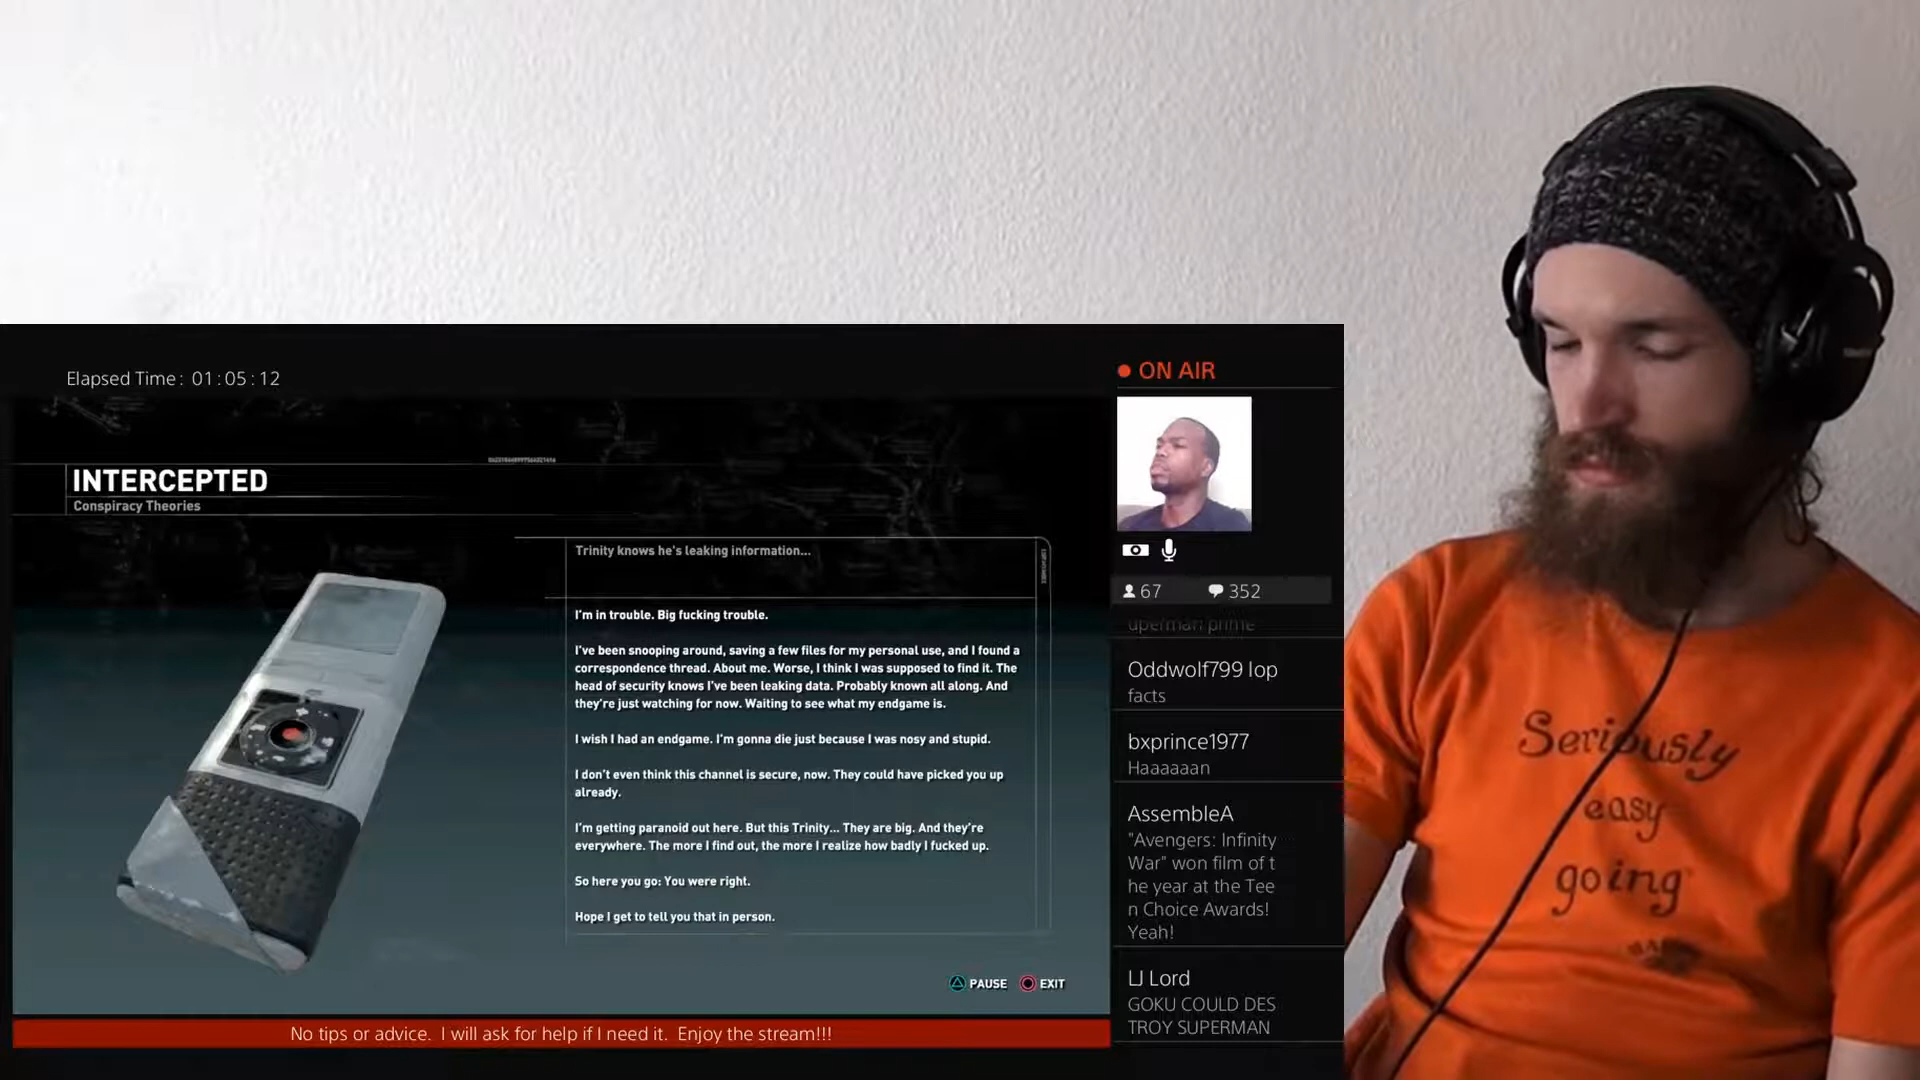 Elapsed Time: 01:05:12
INTERCEPTED
Conspiracy Theories
Trinity knows he's leaking information...
I'm in trouble. Big fucking trouble.
I've been snooping around, saving a few files for my personal use, and I found a
correspondence thread. About me. Worse, I think I was supposed to find it. The
head of security knows I've been leaking data. Probably known all along. And
they're just watching for now. Waiting to see what my endgame is.
I wish I had an endgame. I'm gonna die just because I was nosy and stupid.
I don't even think this channel is secure, now. They could have picked you up
already.
I'm getting paranoid out here. But this Trinity... They are big. And they're
everywhere. The more I find out, the more I realize how badly I fucked up.
So here you go: You were right.
Hope I get to tell you that in person.
PAUSE EXIT
No tips or advice. I will ask for help if I need it. Enjoy the stream!!!
ON AIR
67 352
uperman prime
Oddwolf799 lop
facts
bxprince1977
Haaaaaan
AssembleA
"Avengers: Infinity
War" won film of t
he year at the Tee
n Choice Awards!
Yeah!
LJ Lord
GOKU COULD DES
TROY SUPERMAN
Seriously
easy
going